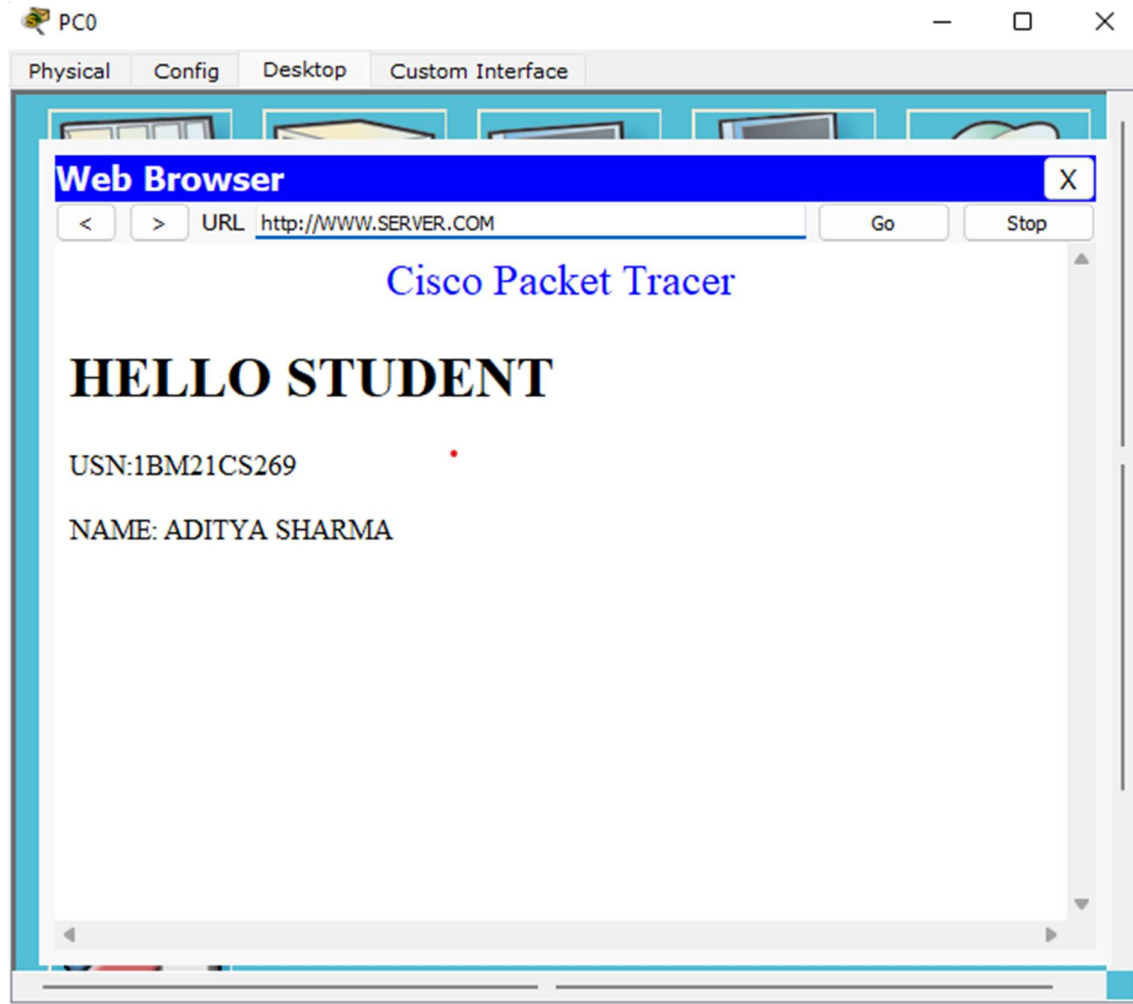 PC0
Physical Config Desktop Custom Interface
Web Browser X
< > URL http://WWW.SERVER.COM Go Stop
Cisco Packet Tracer
HELLO STUDENT
USN:1BM21CS269
NAME: ADITYA SHARMA